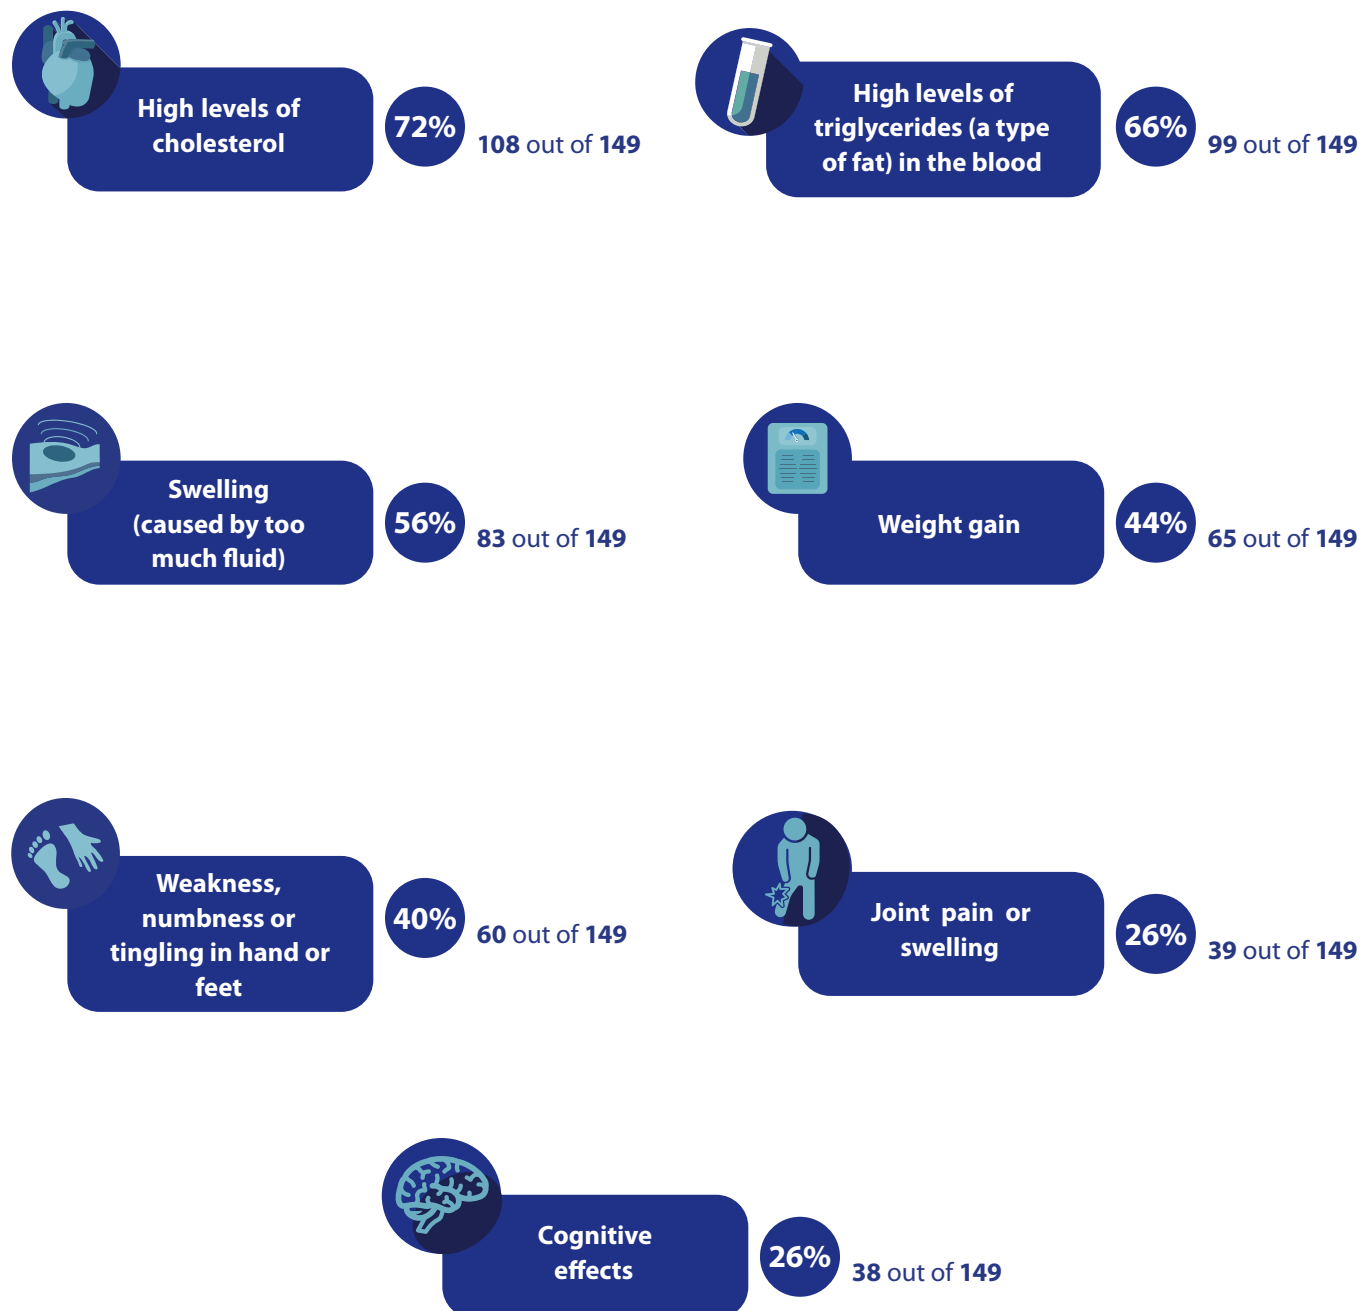 High levels of
cholesterol
72%
108 out of 149
High levels of
triglycerides (a type
of fat) in the blood
66%
99 out of 149
Swelling
(caused by too
much fluid)
56%
83 out of 149
Weight gain
44%
65 out of 149
Weakness,
numbness or
tingling in hand or
feet
40%
60 out of 149
Joint pain or
swelling
26%
39 out of 149
Cognitive
effects
26%
38 out of 149